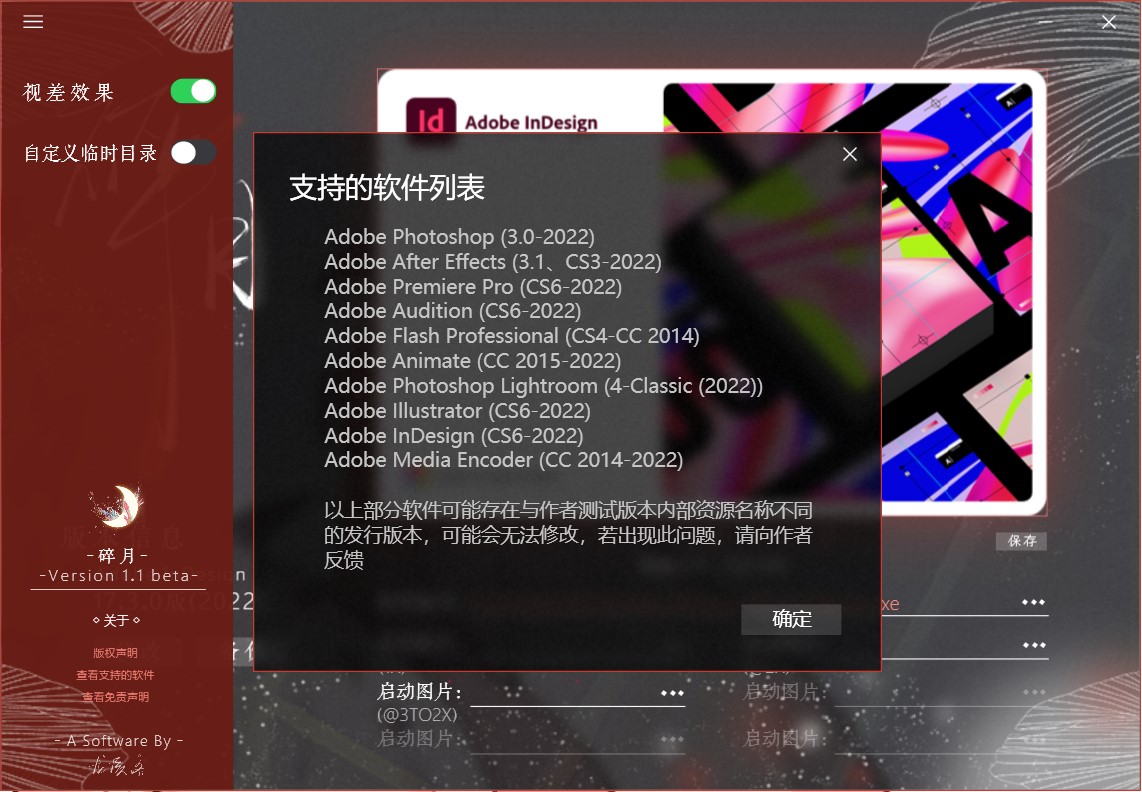 视差效果
自定义临时目录
Id
Adobe InDesign
支持的软件列表
Adobe Photoshop (3.0-2022)
Adobe After Effects (3.1、CS3-2022)
Adobe Premiere Pro (CS6-2022)
Adobe Audition (CS6-2022)
Adobe Flash Professional (CS4-CC 2014)
Adobe Animate (CC 2015-2022)
Adobe Photoshop Lightroom (4-Classic (2022))
Adobe Illustrator (CS6-2022)
Adobe InDesign (CS6-2022)
Adobe Media Encoder (CC 2014-2022)
以上部分软件可能存在与作者测试版本内部资源名称不同
的发行版本，可能会无法修改，若出现此问题，请向作者
反馈
确定
保存
xe
版本信息
-碎月-
-Version 1.1 beta-
关于
版权声明
查看支持的软件
查看免责声明
- A Software By -
启动图片：
(@3TO2X)
启动图片：
启动图片：
启动图片：